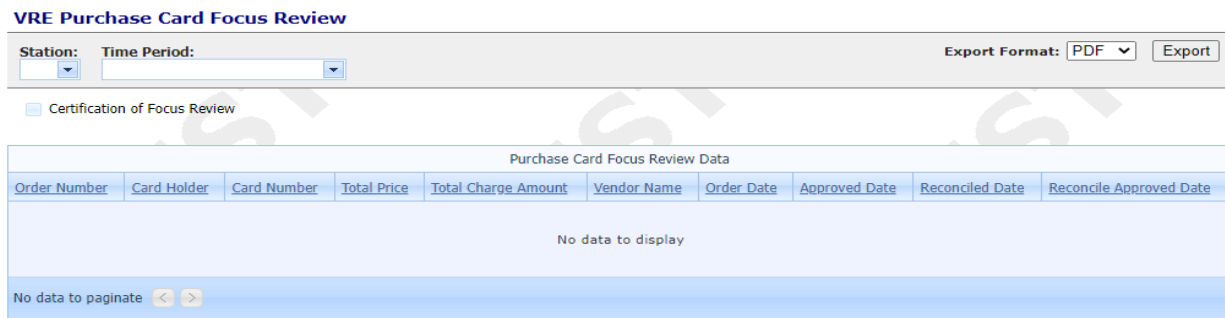 VRE Purchase Card Focus Review
Station: Time Period: Export Format: PDF Export
Certification of Focus Review
Purchase Card Focus Review Data
Order Number Card Holder Card Number Total Price Total Charge Amount Vendor Name Order Date Approved Date Reconciled Date Reconcile Approved Date
No data to display
No data to paginate < >